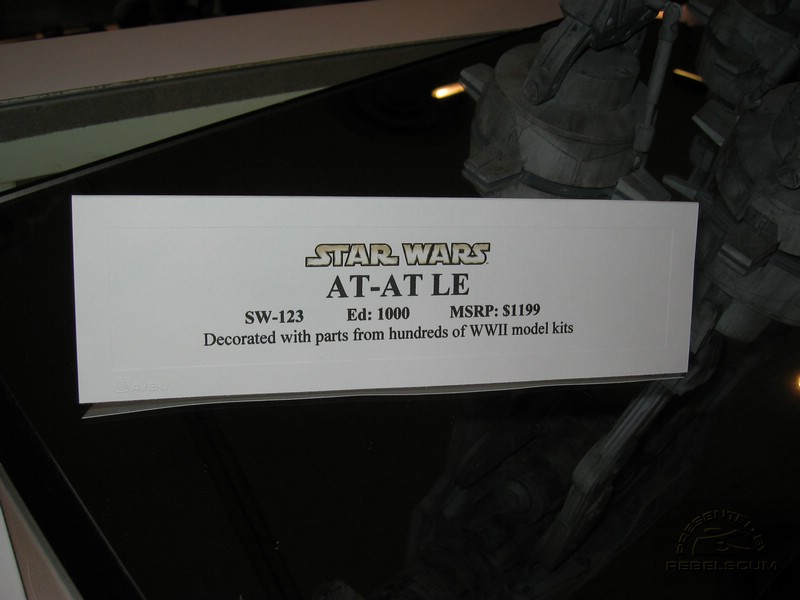 STAR WARS
AT-AT LE
SW-123 Ed: 1000 MSRP: $1199
Decorated with parts from hundreds of WWII model kits
PRESENTED BY
REBELSCUM